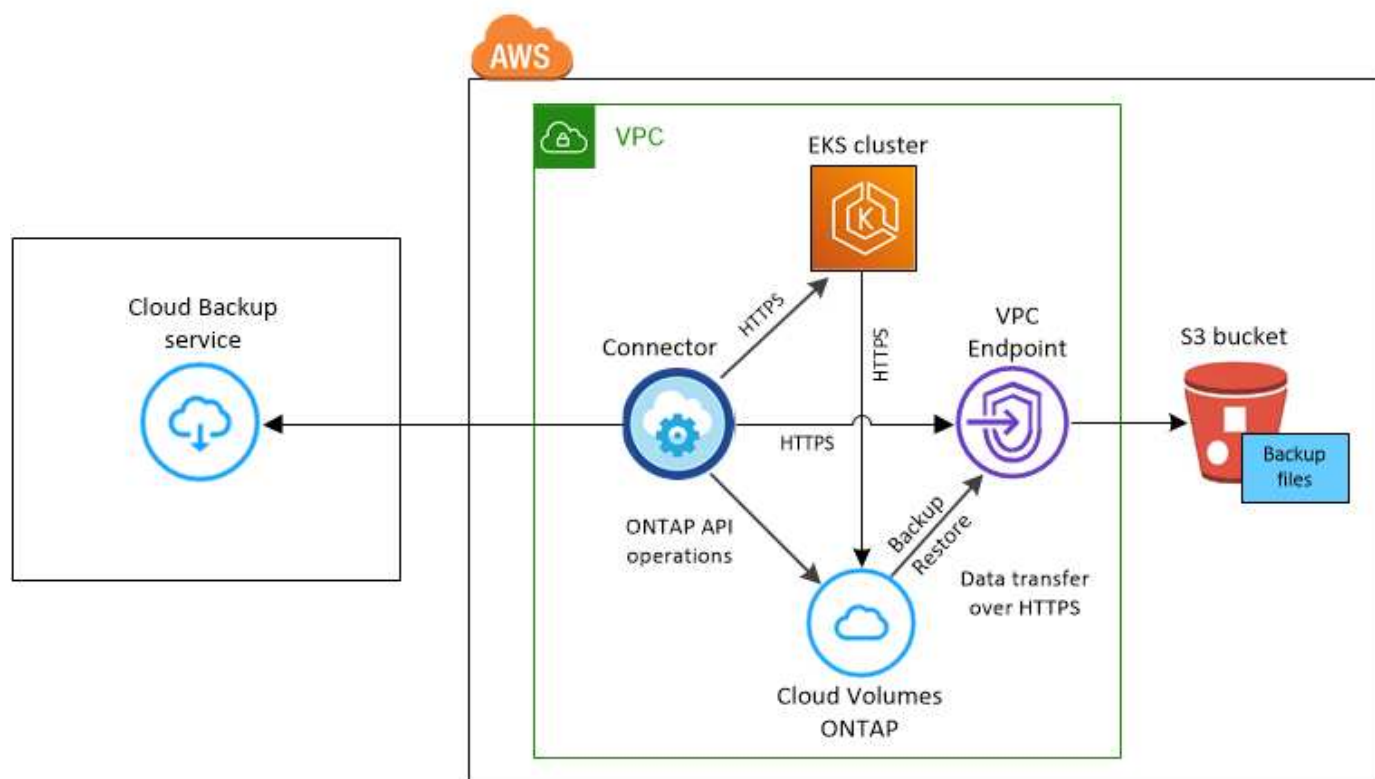 AWS
VPC
EKS cluster
Cloud Backup
service
HTTPS
VPC
Endpoint
S3 bucket
Connector
HTTPS
HTTPS
Backup
files
ONTAP API
operations
Backup
Restore
Data transfer
over HTTPS
Cloud Volumes
ONTAP
K